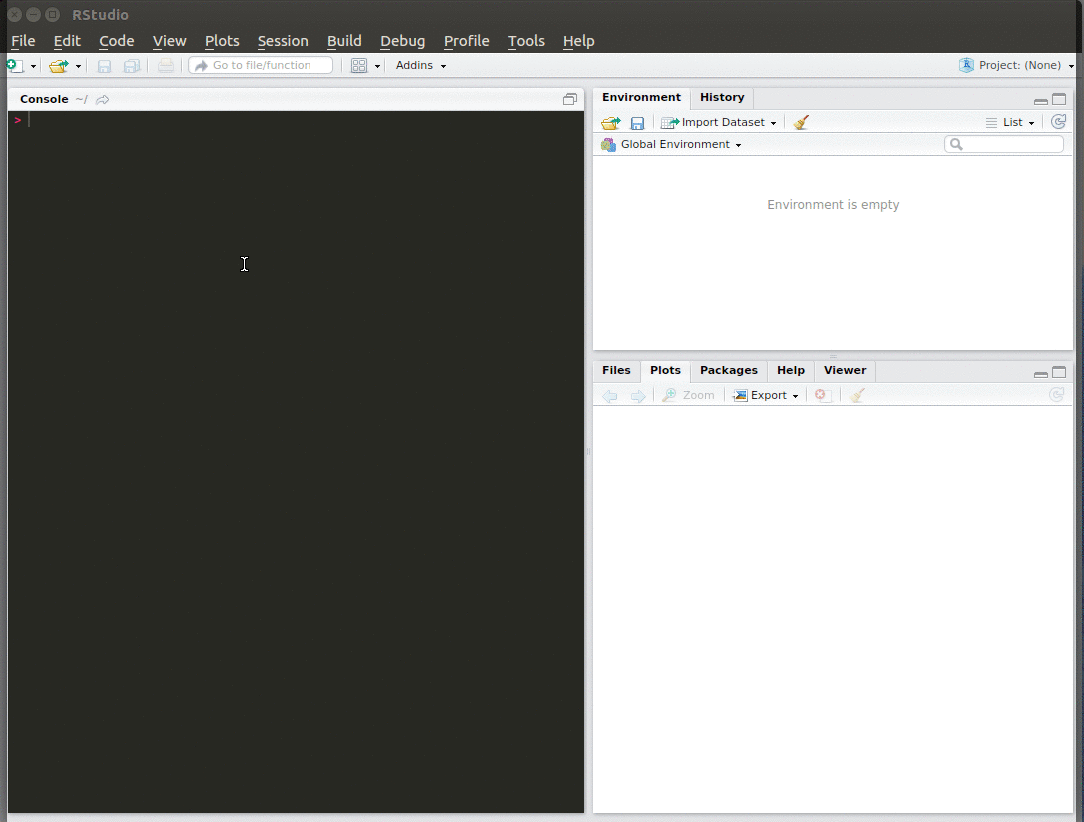 RStudio
File Edit Code View Plots Session Build Debug Profile Tools Help
Go to file/function Addins Project: (None)
Console ~/
>
Environment History
Import Dataset List
Global Environment
Environment is empty
Files Plots Packages Help Viewer
Zoom Export